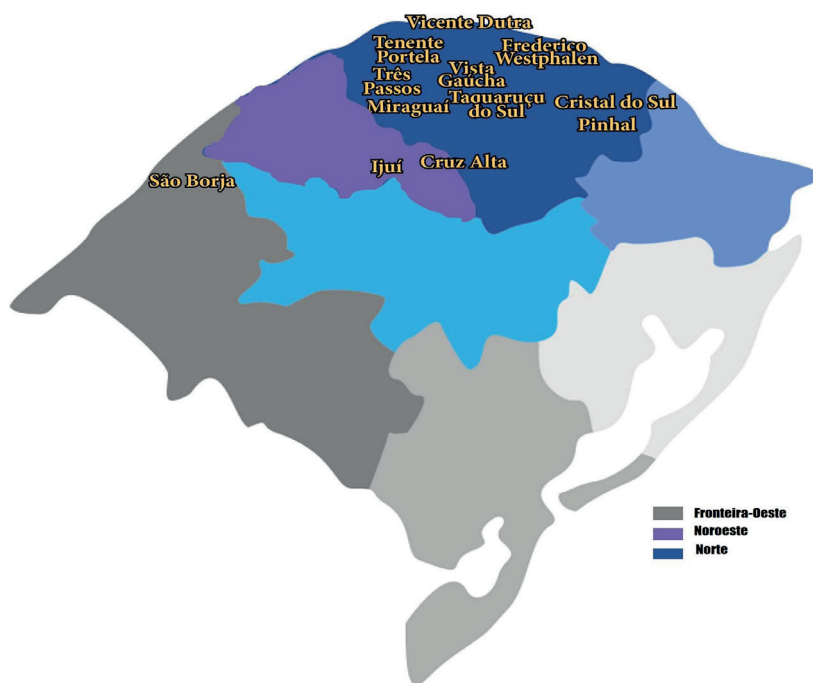 Vicente Dutra
Tenente
Portela
Frederico
Westphalen
Vista
Gaúcha
Três
Passos
Miraguaí
Taquaruçu
do Sul
Cristal do Sul
Pinhal
Ijuí
Cruz Alta
São Borja
Fronteira-Oeste
Noroeste
Norte